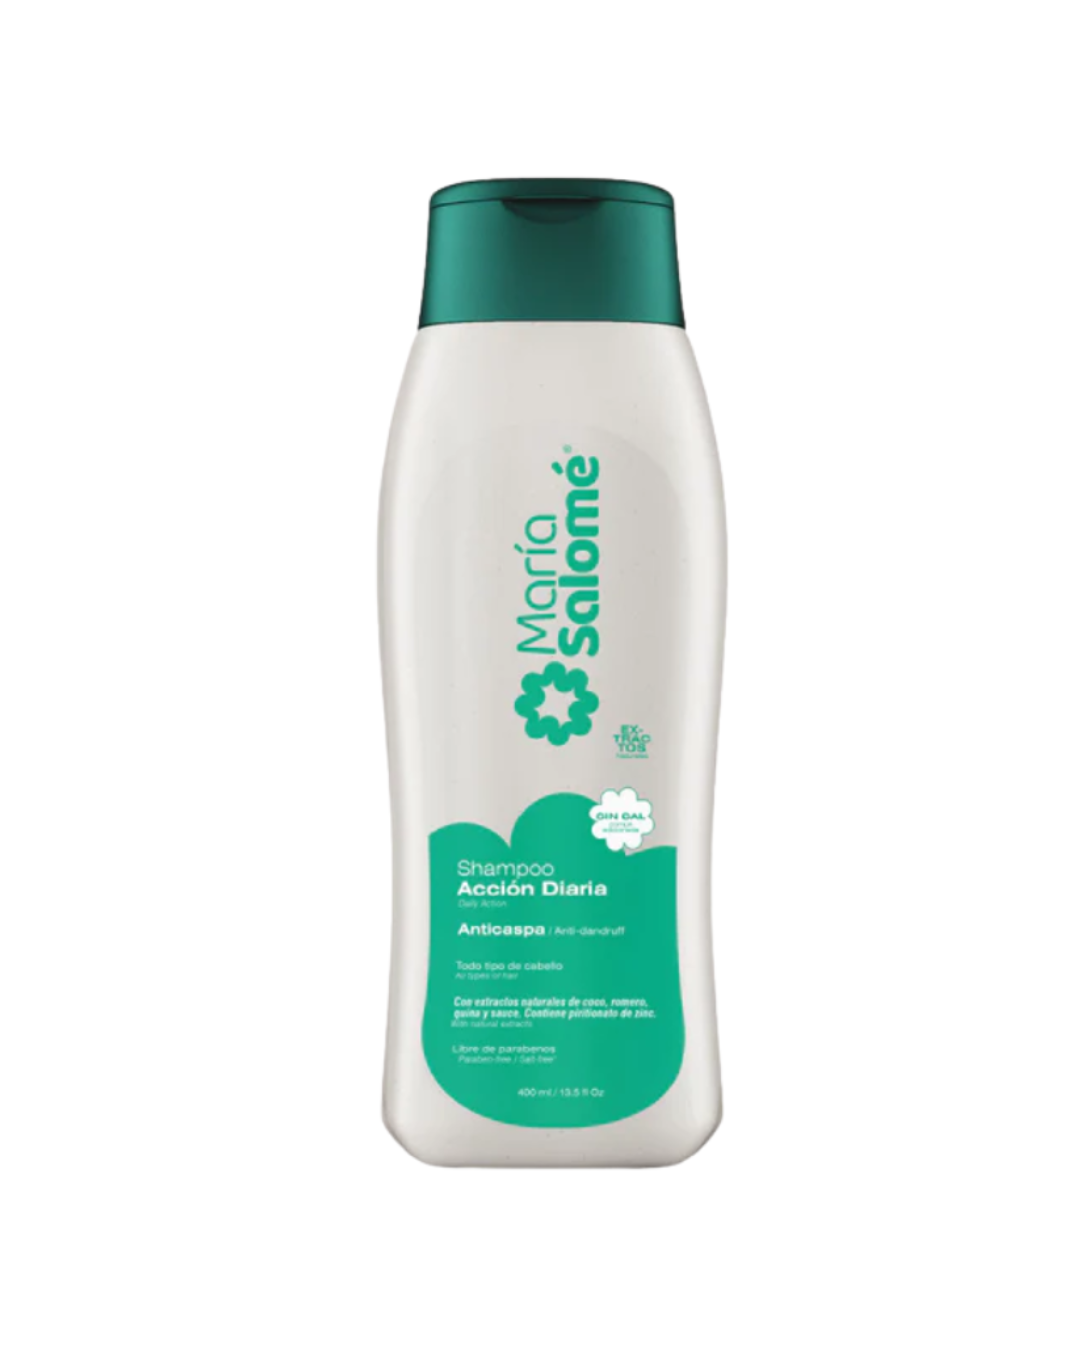 María
Salomé®
EX-
TRAC
TOS
SIN SAL
Shampoo
Acción Diaria
Daily Action
Anticaspa / Anti-dandruff
Todo tipo de cabello
All types of hair
Con extractos naturales de coco, romero,
quina y sauce. Contiene piritionato de zinc.
With natural extracts
Libre de parabenos
Paraben-free / Salt-free*
400 ml / 13.5 fl Oz